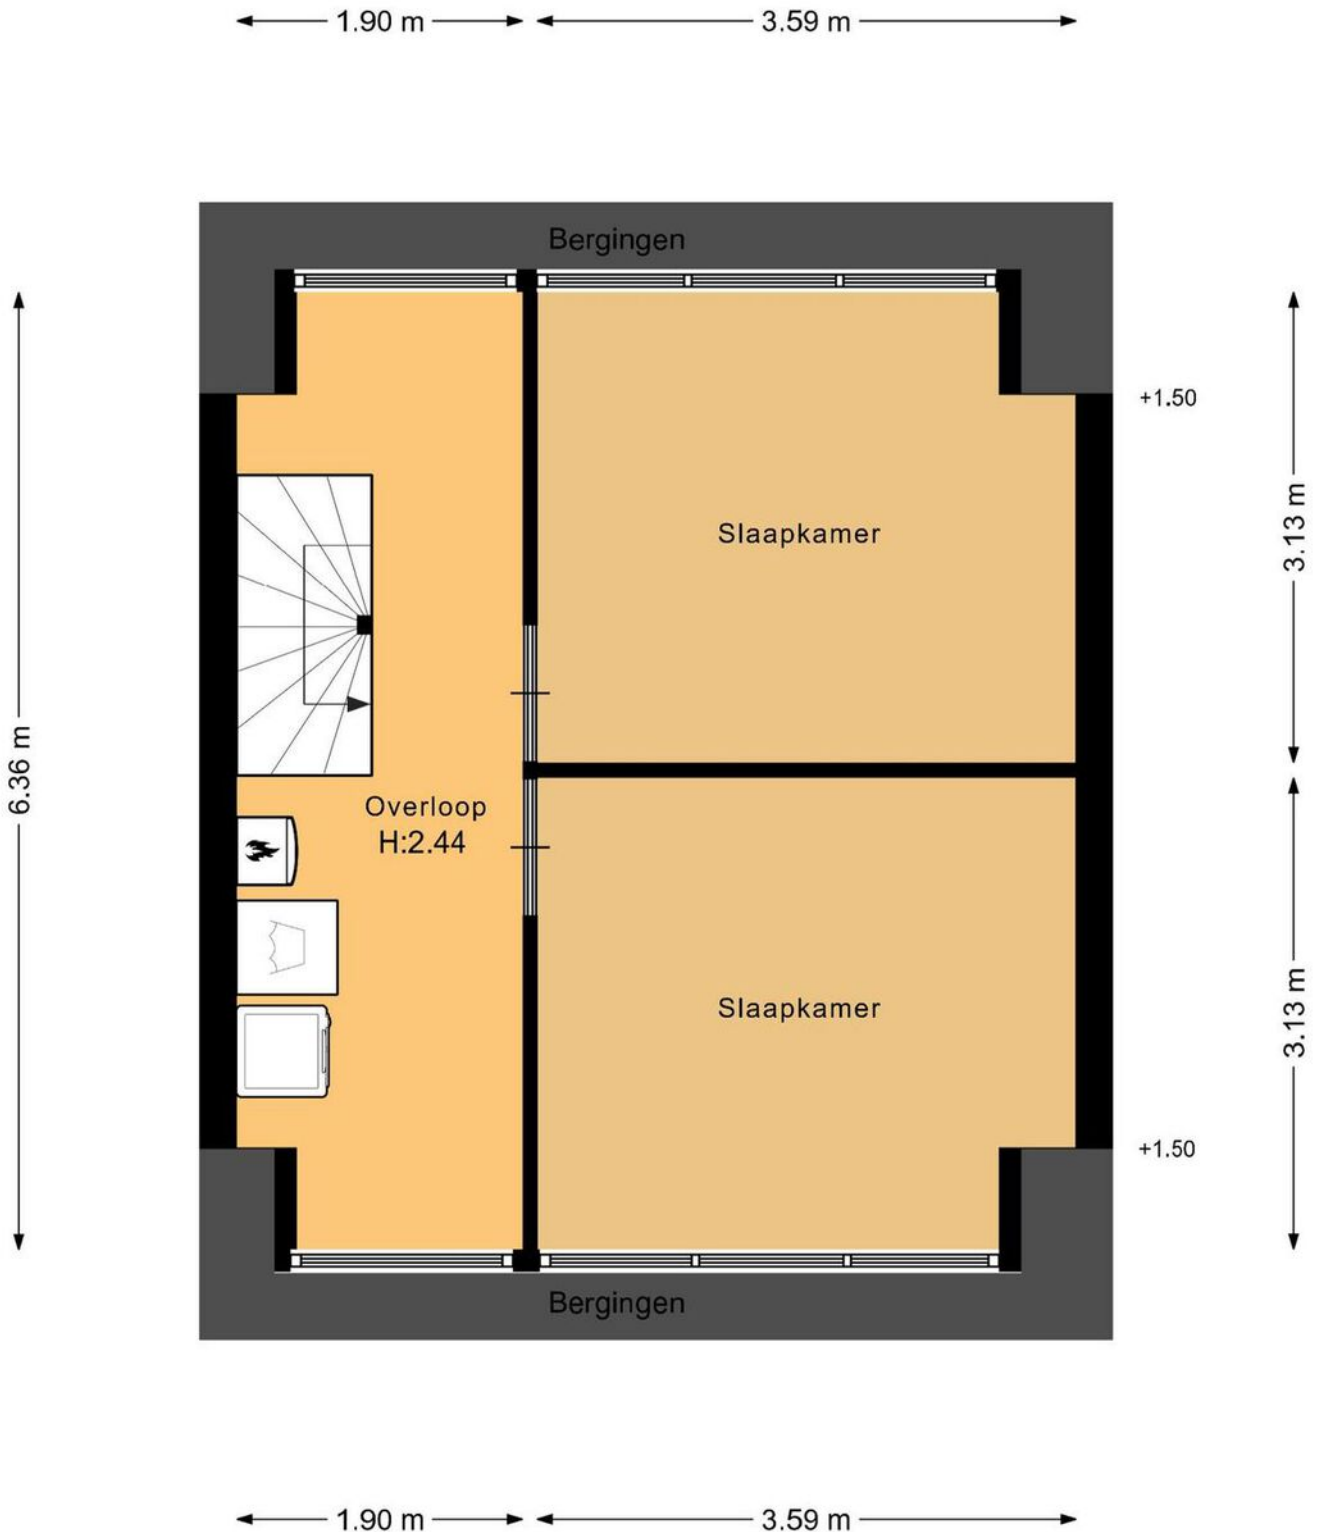 1.90 m
3.59 m
Bergingen
+1.50
Slaapkamer
3.13 m
6.36 m
Overloop
H:2.44
Slaapkamer
3.13 m
+1.50
Bergingen
1.90 m
3.59 m